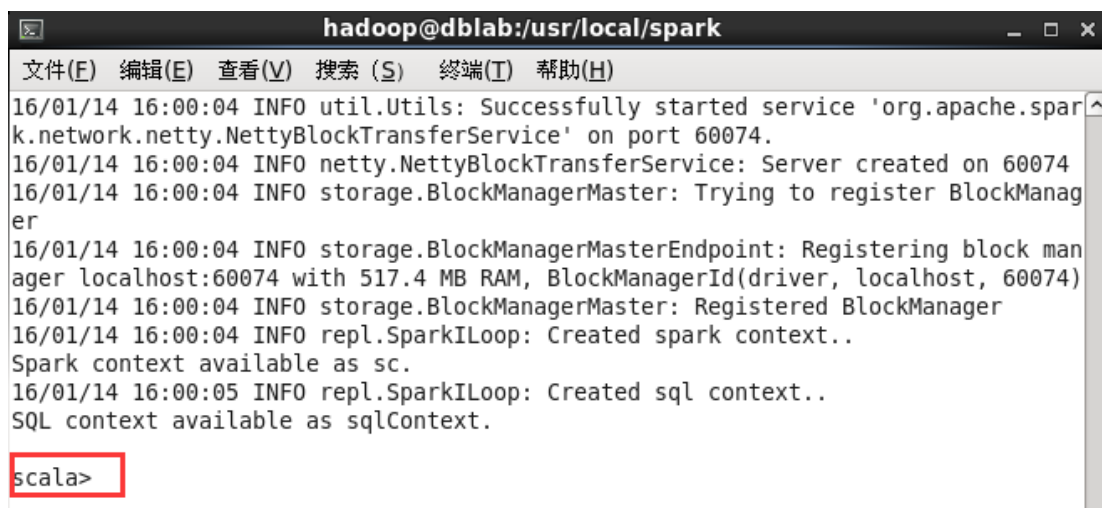 hadoop@dblab:/usr/local/spark
文件(F) 编辑(E) 查看(V) 搜索 (S) 终端(T) 帮助(H)
16/01/14 16:00:04 INFO util.Utils: Successfully started service 'org.apache.spar
k.network.netty.NettyBlockTransferService' on port 60074.
16/01/14 16:00:04 INFO netty.NettyBlockTransferService: Server created on 60074
16/01/14 16:00:04 INFO storage.BlockManagerMaster: Trying to register BlockManag
er
16/01/14 16:00:04 INFO storage.BlockManagerMasterEndpoint: Registering block man
ager localhost:60074 with 517.4 MB RAM, BlockManagerId(driver, localhost, 60074)
16/01/14 16:00:04 INFO storage.BlockManagerMaster: Registered BlockManager
16/01/14 16:00:04 INFO repl.SparkILoop: Created spark context..
Spark context available as sc.
16/01/14 16:00:05 INFO repl.SparkILoop: Created sql context..
SQL context available as sqlContext.
scala>